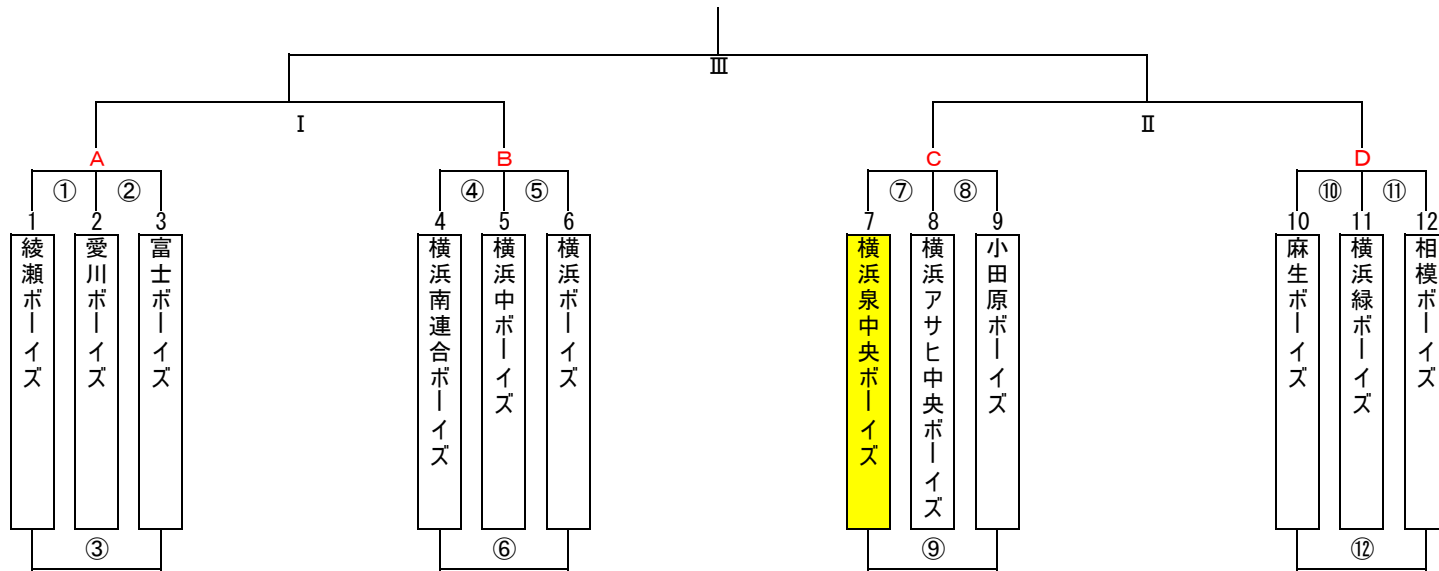 Ⅲ
Ⅰ
Ⅱ
A
B
C
D
① ②
④ ⑤
⑦ ⑧
⑩ ⑪
1 2 3
4 5 6
7 8 9
10 11 12
綾瀬ボーイズ
愛川ボーイズ
富士ボーイズ
横浜南連合ボーイズ
横浜中ボーイズ
横浜ボーイズ
横浜泉中央ボーイズ
横浜アサヒ中央ボーイズ
小田原ボーイズ
麻生ボーイズ
横浜緑ボーイズ
相模ボーイズ
③
⑥
⑨
⑫